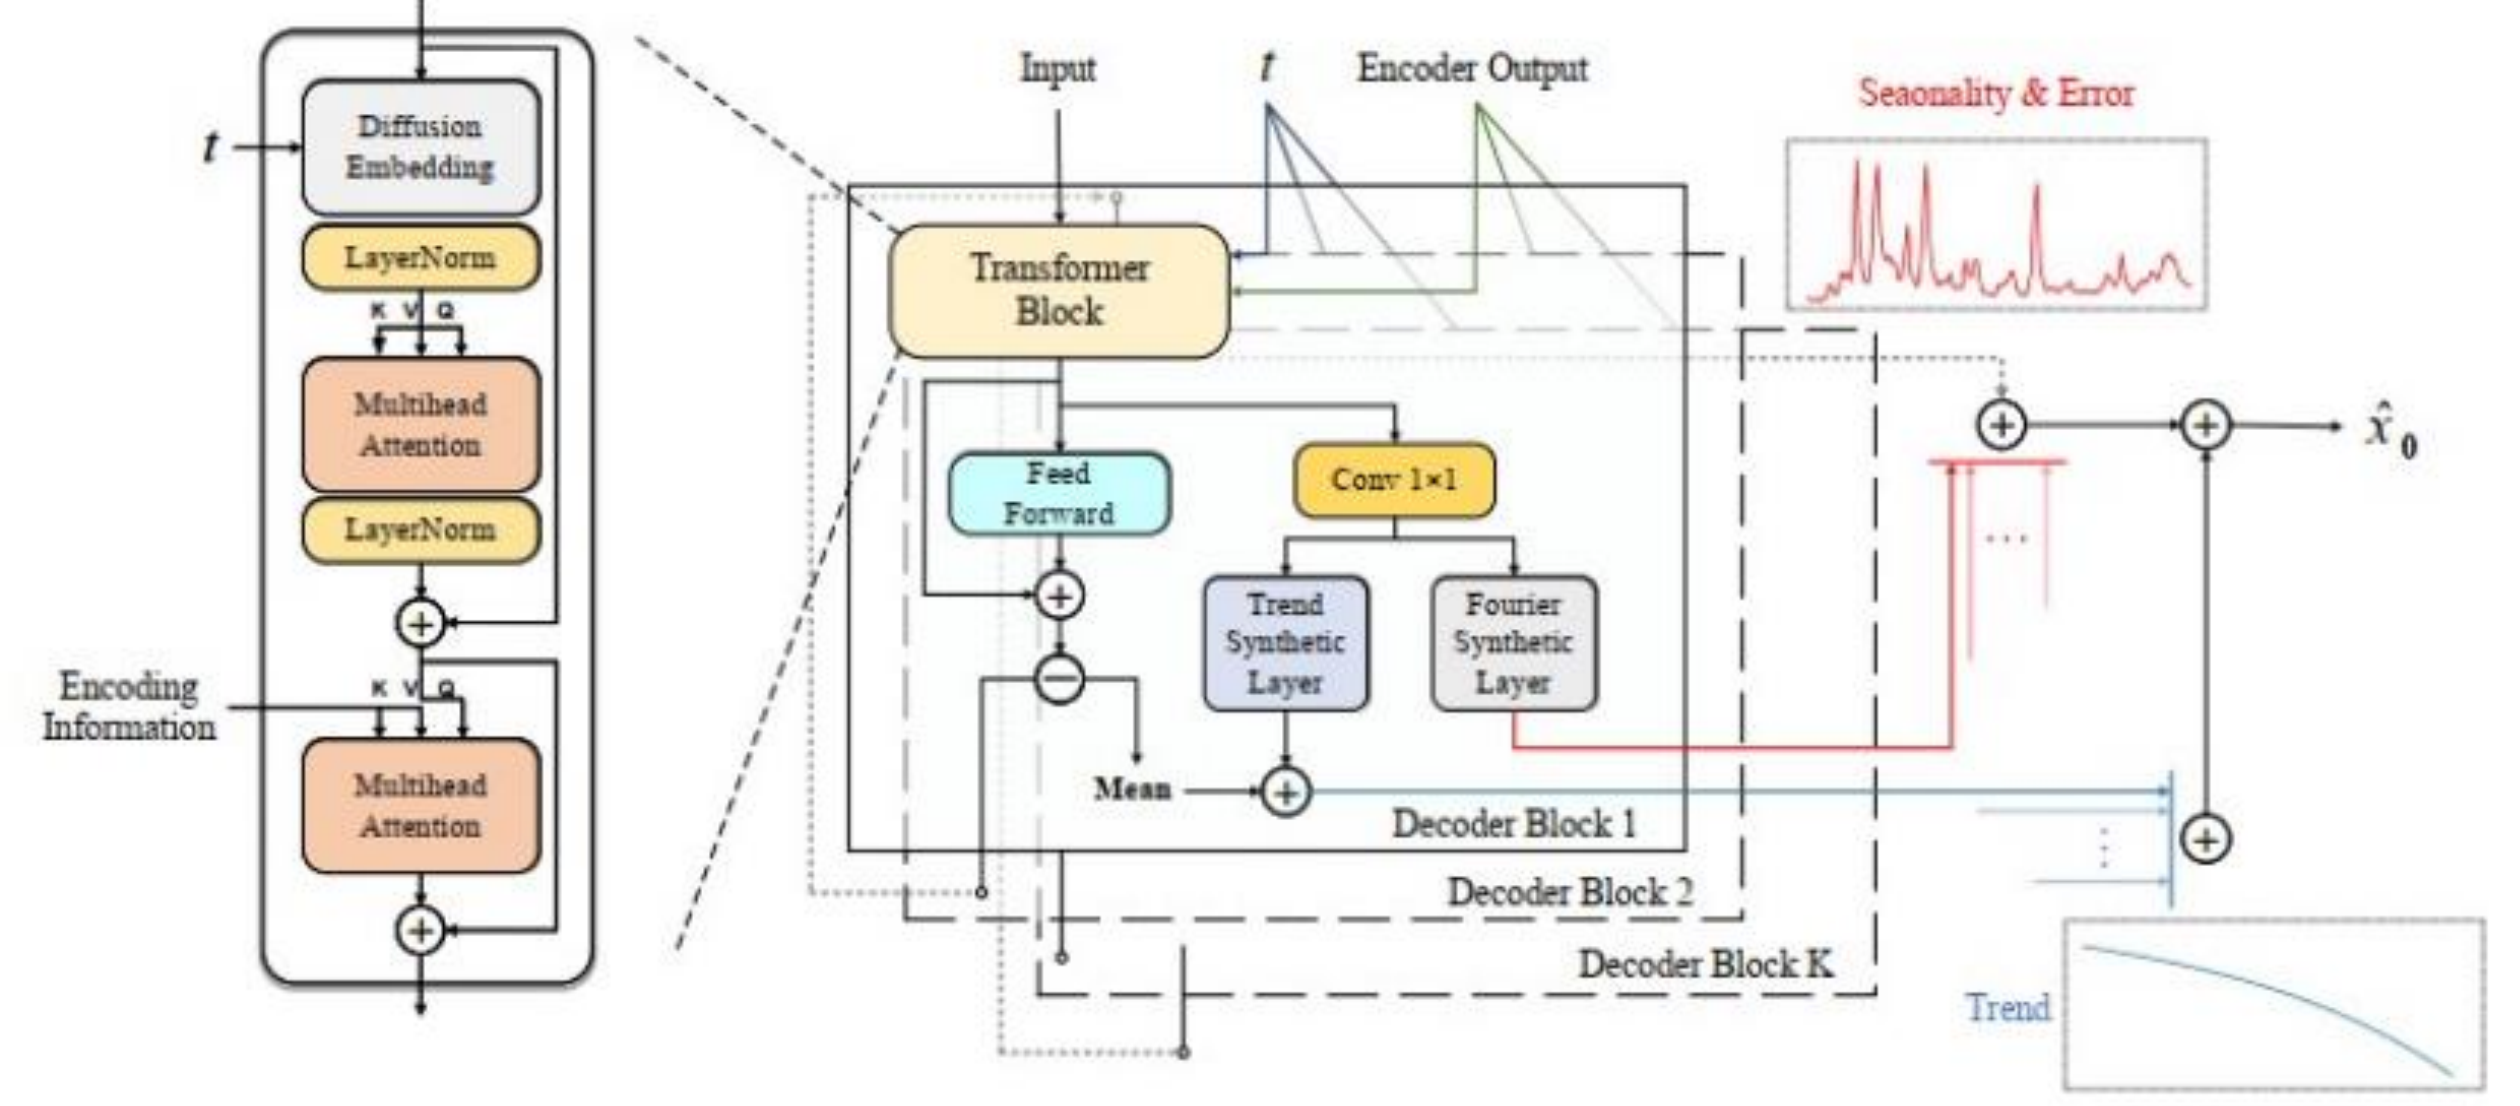 t
Diffusion
Embedding
LayerNorm
K V Q
Multihead
Attention
LayerNorm
+
Encoding
Information
K V Q
Multihead
Attention
+
Input
t
Encoder Output
Transformer
Block
Feed
Forward
Conv 1×1
+
−
Trend
Synthetic
Layer
Fourier
Synthetic
Layer
Mean
+
Decoder Block 1
Decoder Block 2
Decoder Block K
Seaonality & Error
+
+
x̂₀
...
+
⋮
Trend